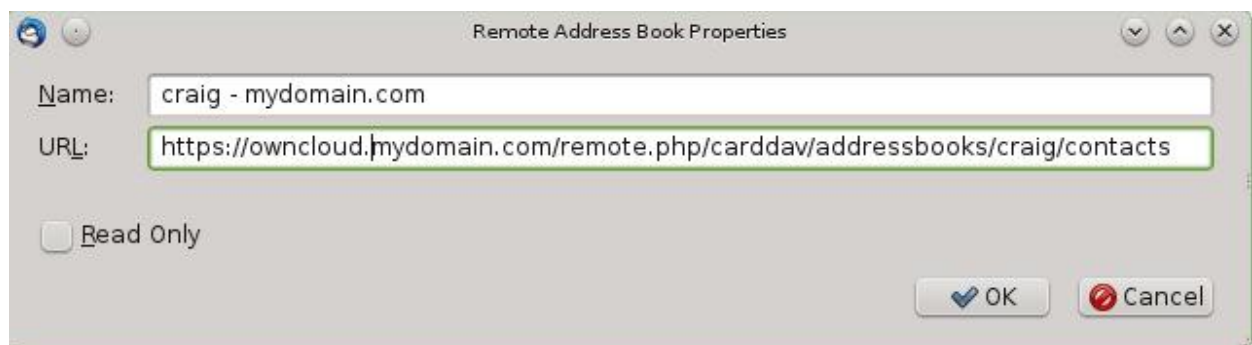 Remote Address Book Properties
Name: craig - mydomain.com
URL: https://owncloud.mydomain.com/remote.php/carddav/addressbooks/craig/contacts
Read Only
OK Cancel